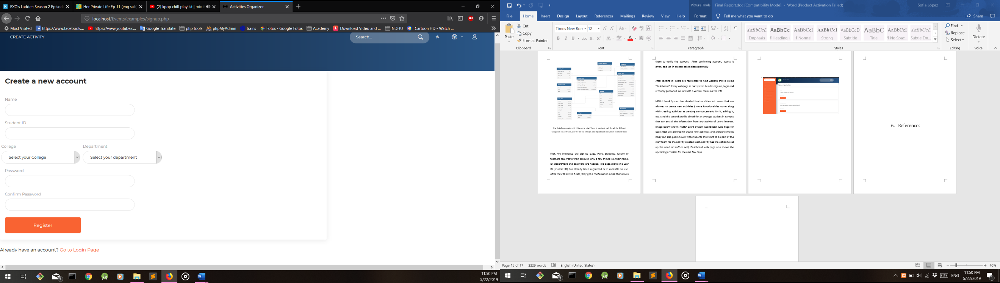 EXO's Ladder: Season 2 Episod
Her Private Life Ep 11 (eng sub
(2) kpop chill playlist | mix
Activities Organizer
localhost/Events/examples/signup.php
Most Visited
https://www.facebook....
https://www.youtube.c...
Google Translate
php tools
phpMyAdmin
trains
Fotos - Google Fotos
Academy
Download Video and ...
NDHU
Cartoon HD - Watch ...
CREATE ACTIVITY
Search...
Create a new account
Name
Student ID
College
Department
Select your College
Select your department
Password
Confirm Password
Register
Already have an account? Go to Login Page
11:50 PM
5/22/2019
Picture Tools
Final Report.doc [Compatibility Mode] - Word (Product Activation Failed)
Sofia López
File
Home
Insert
Design
Layout
References
Mailings
Review
View
Help
Format
Tell me what you want to do
Share
Paste
Cut
Copy
Format Painter
Clipboard
Times New Rom
12
Font
Paragraph
AaBbCcL
AaBbCc
AaBbCcI
AaBbCcl
AaBbCcD
AaBbC
AaBbCcI
AaBbCcL
Emphasis
¶ Heading 1
¶ Normal
Strong
Subtitle
Title
¶ No Spac...
Subtle Em...
Styles
Find
Replace
Select
Editing
Dictate
Voice
Our Data base counts with 10 tables in total. There is one table only for all the different
categories for activities, also for all the colleges and departments in school, one table each.
First, we introduce the sign-up page. Here, students, faculty or
teachers can create their account, only a few things like their name,
ID, department and password are needed. The page shows if a user
ID (student ID) has already been registered or is available to use.
After they fill all the fields, they get a confirmation email that allows
them to verify the account. After confirming account, access is
given, and log-in process takes places normally
After logging in, users are redirected to next website that is called
"dashboard". Every webpage in our system besides sign up, login and
recovery password, counts with a vertical menu on the left.
NDHU Event System has divided functionalities into users that are
allowed to create new activities ( more functionalities come along
with creating activities as creating announcements for it, editing it,
etc.) and the second profile aimed for an average student in campus
that can get all the information from any activity of user's interest.
Image below shows NDHU Event System Dashboard Web Page for
users that are allowed to create new activities and announcements
(they can also get in touch with students that want to be part of the
staff team for the activity created; each activity has the option to set
up the need of staff or not). Dashboard web page also shows the
upcoming activities for the next few days.
6. References
Page 15 of 17
2229 words
English (United States)
40%
ENG
11:50 PM
5/22/2019